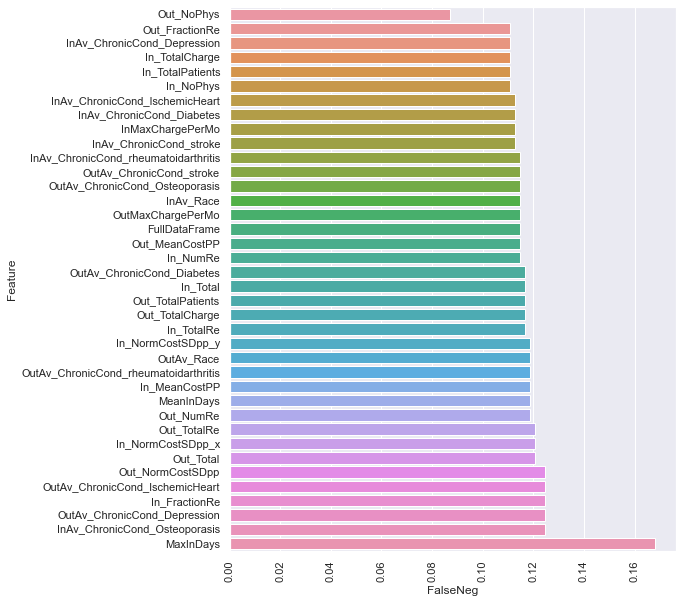 Out_NoPhys
Out_FractionRe
InAv_ChronicCond_Depression
In_TotalCharge
In_TotalPatients
In_NoPhys
InAv_ChronicCond_IschemicHeart
InAv_ChronicCond_Diabetes
InMaxChargePerMo
InAv_ChronicCond_stroke
InAv_ChronicCond_rheumatoidarthritis
OutAv_ChronicCond_stroke
OutAv_ChronicCond_Osteoporasis
InAv_Race
OutMaxChargePerMo
FullDataFrame
Out_MeanCostPP
In_NumRe
OutAv_ChronicCond_Diabetes
In_Total
Out_TotalPatients
Out_TotalCharge
In_TotalRe
In_NormCostSDpp_y
OutAv_Race
OutAv_ChronicCond_rheumatoidarthritis
In_MeanCostPP
MeanInDays
Out_NumRe
Out_TotalRe
In_NormCostSDpp_x
Out_Total
Out_NormCostSDpp
OutAv_ChronicCond_IschemicHeart
In_FractionRe
OutAv_ChronicCond_Depression
InAv_ChronicCond_Osteoporasis
MaxInDays
Feature
0.00 0.02 0.04 0.06 0.08 0.10 0.12 0.14 0.16
FalseNeg